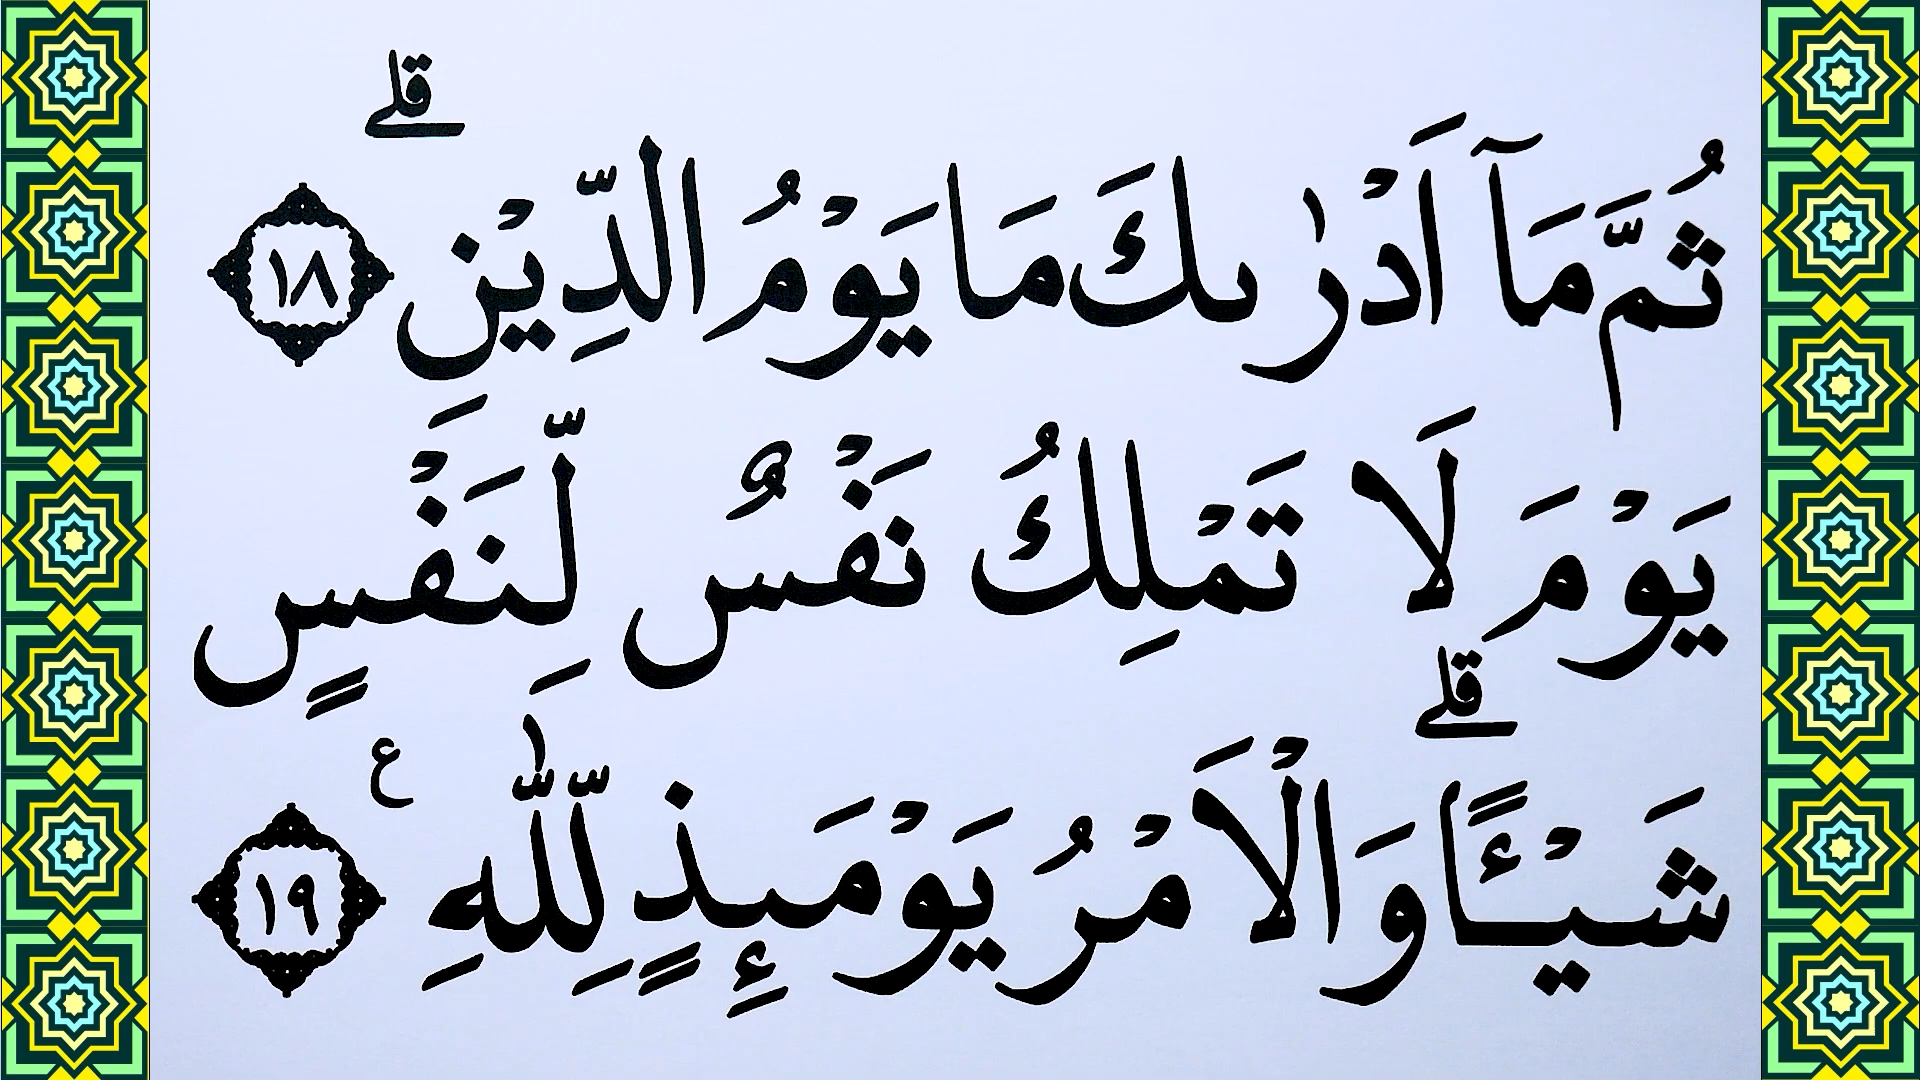 ثُمَّ مَآ اَدْرٰىكَ مَا يَوْمُ الدِّيْنِۗ ١٨
يَوْمَ لَا تَمْلِكُ نَفْسٌ لِّنَفْسٍ
شَيْـًٔاۗ وَالْاَمْرُ يَوْمَىِٕذٍ لِّلّٰهِ ࣖ ١٩